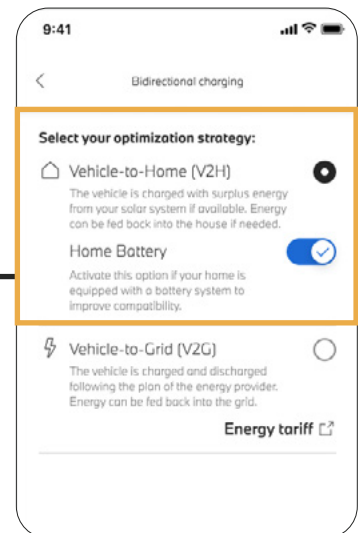 9:41
Bidirectional charging
Select your optimization strategy:
Vehicle-to-Home (V2H)
The vehicle is charged with surplus energy
from your solar system if available. Energy
can be fed back into the house if needed.
Home Battery
Activate this option if your home is
equipped with a battery system to
improve compatibility.
Vehicle-to-Grid (V2G)
The vehicle is charged and discharged
following the plan of the energy provider.
Energy can be fed back into the grid.
Energy tariff